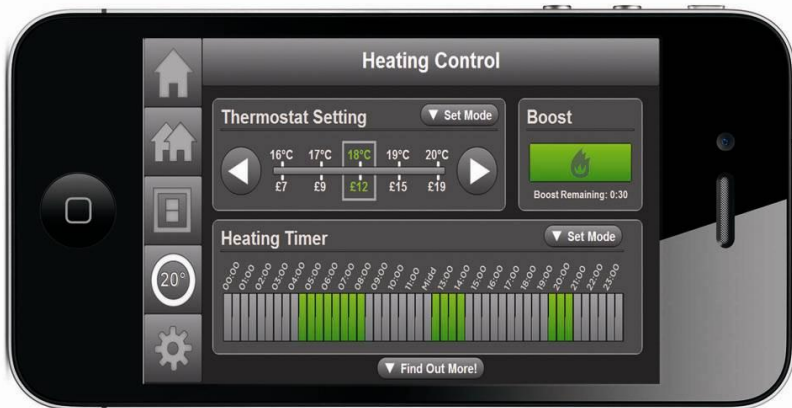 Heating Control
Thermostat Setting
▼ Set Mode
16°C 17°C 18°C 19°C 20°C
£7 £9 £12 £15 £19
Boost
Boost Remaining: 0:30
20°
Heating Timer
▼ Set Mode
00:00 01:00 02:00 03:00 04:00 05:00 06:00 07:00 08:00 09:00 10:00 11:00 Midd 13:00 14:00 15:00 16:00 17:00 18:00 19:00 20:00 21:00 22:00 23:00
▼ Find Out More!